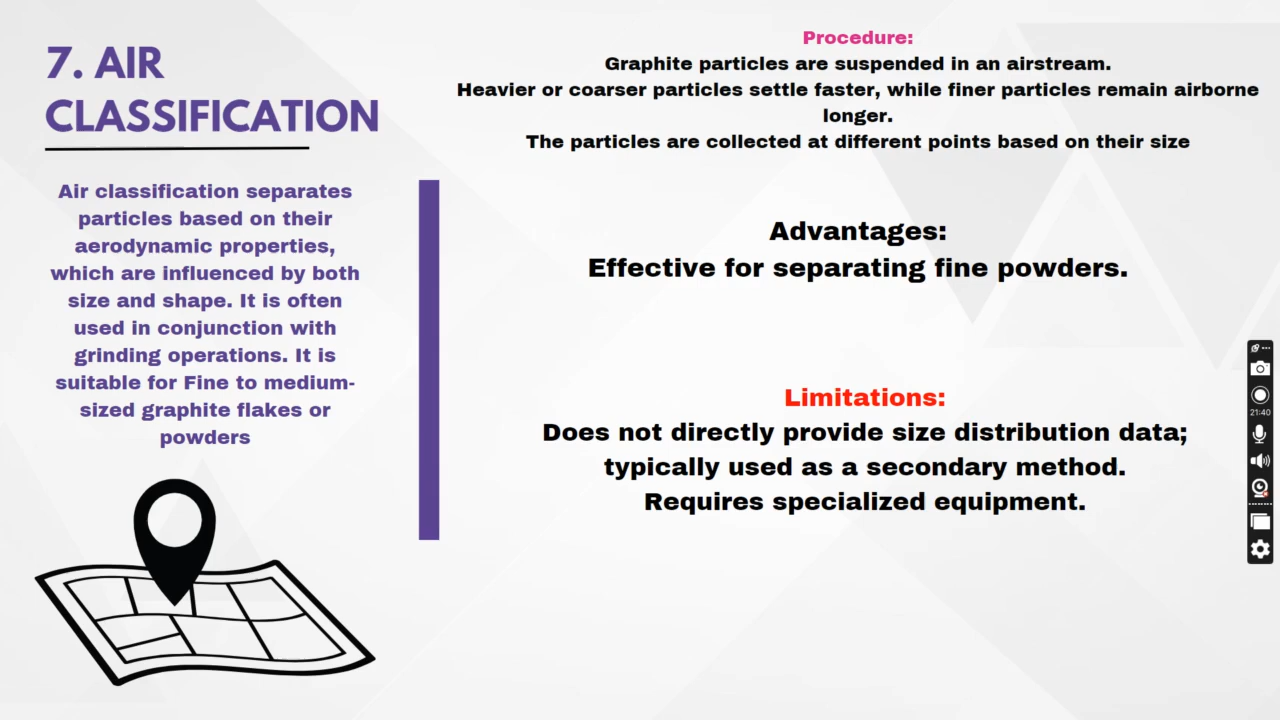 7. AIR
CLASSIFICATION
Air classification separates
particles based on their
aerodynamic properties,
which are influenced by both
size and shape. It is often
used in conjunction with
grinding operations. It is
suitable for Fine to medium-
sized graphite flakes or
powders
Procedure:
Graphite particles are suspended in an airstream.
Heavier or coarser particles settle faster, while finer particles remain airborne
longer.
The particles are collected at different points based on their size
Advantages:
Effective for separating fine powders.
Limitations:
Does not directly provide size distribution data;
typically used as a secondary method.
Requires specialized equipment.
21:40